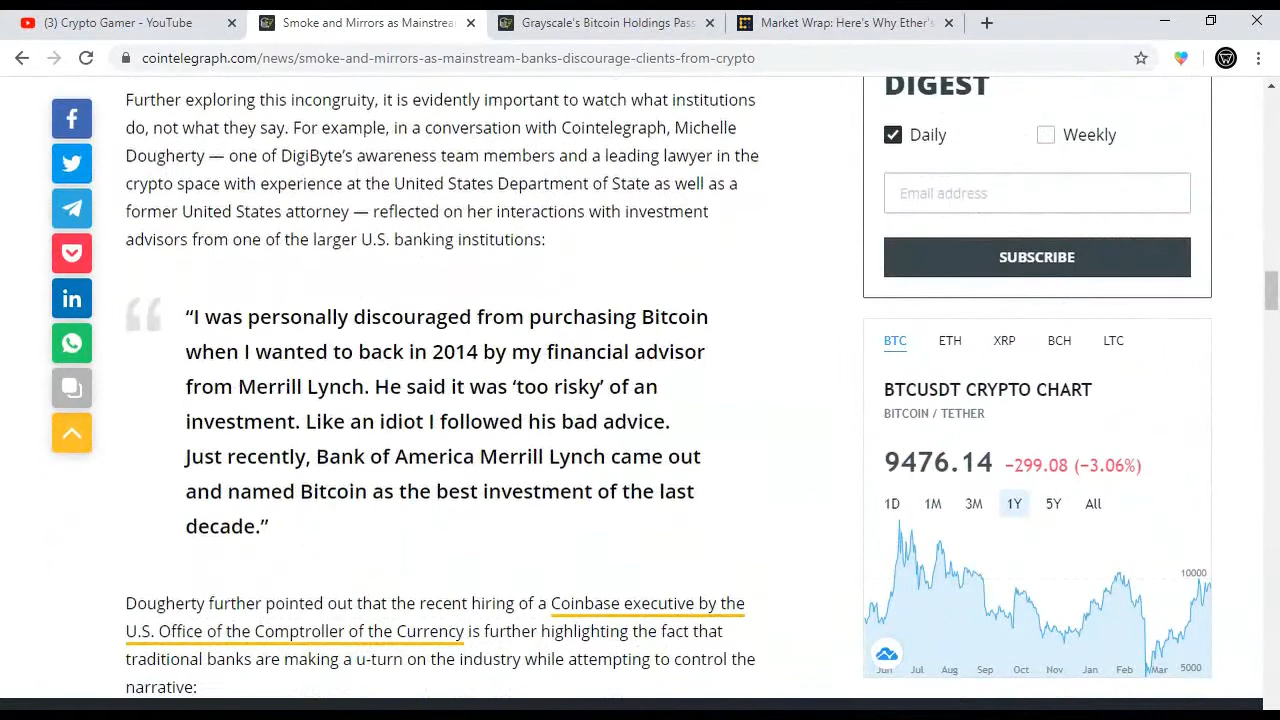 (3) Crypto Gamer - YouTube
Smoke and Mirrors as Mainstrea
Grayscale's Bitcoin Holdings Pass
Market Wrap: Here's Why Ether's
cointelegraph.com/news/smoke-and-mirrors-as-mainstream-banks-discourage-clients-from-crypto
Further exploring this incongruity, it is evidently important to watch what institutions
do, not what they say. For example, in a conversation with Cointelegraph, Michelle
Dougherty — one of DigiByte's awareness team members and a leading lawyer in the
crypto space with experience at the United States Department of State as well as a
former United States attorney — reflected on her interactions with investment
advisors from one of the larger U.S. banking institutions:
“I was personally discouraged from purchasing Bitcoin
when I wanted to back in 2014 by my financial advisor
from Merrill Lynch. He said it was ‘too risky’ of an
investment. Like an idiot I followed his bad advice.
Just recently, Bank of America Merrill Lynch came out
and named Bitcoin as the best investment of the last
decade.”
Dougherty further pointed out that the recent hiring of a Coinbase executive by the
U.S. Office of the Comptroller of the Currency is further highlighting the fact that
traditional banks are making a u-turn on the industry while attempting to control the
narrative:
DIGEST
Daily Weekly
Email address
SUBSCRIBE
BTC ETH XRP BCH LTC
BTCUSDT CRYPTO CHART
BITCOIN / TETHER
9476.14 −299.08 (−3.06%)
1D 1M 3M 1Y 5Y All
10000
5000
Jun Jul Aug Sep Oct Nov Jan Feb Mar